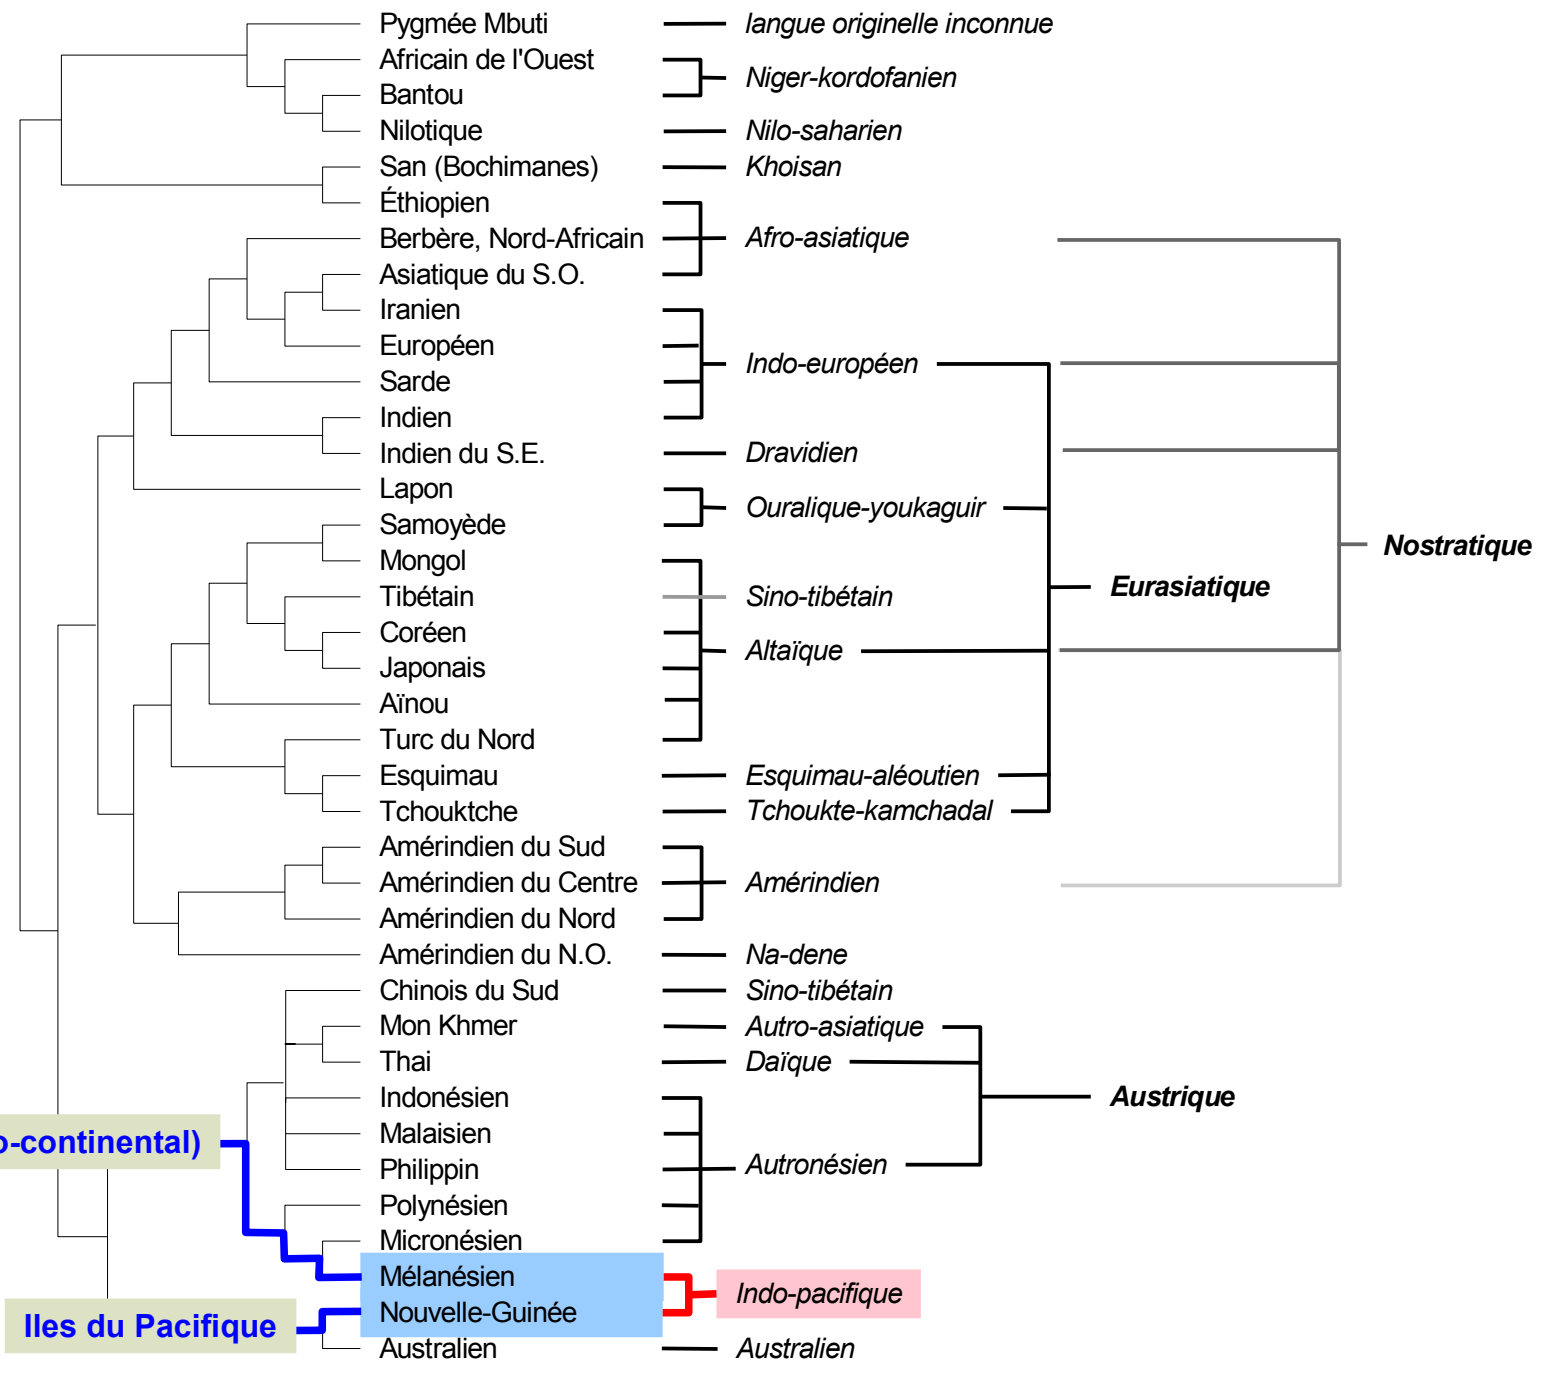 Pygmée Mbuti langue originelle inconnue
Africain de l'Ouest
Niger-kordofanien
Bantou
Nilotique Nilo-saharien
San (Bochimanes) Khoisan
Éthiopien
Berbère, Nord-Africain Afro-asiatique
Asiatique du S.O.
Iranien
Européen
Indo-européen
Sarde
Indien
Indien du S.E. Dravidien
Lapon
Ouralique-youkaguir
Samoyède
Nostratique
Mongol
Eurasiatique
Tibétain Sino-tibétain
Coréen
Altaïque
Japonais
Aïnou
Turc du Nord
Esquimau Esquimau-aléoutien
Tchouktche Tchoukte-kamchadal
Amérindien du Sud
Amérindien du Centre Amérindien
Amérindien du Nord
Amérindien du N.O. Na-dene
Chinois du Sud Sino-tibétain
Mon Khmer Autro-asiatique
Thai Daïque
Indonésien Austrique
Malaisien
o-continental)
Philippin Autronésien
Polynésien
Micronésien
Mélanésien
Indo-pacifique
Nouvelle-Guinée
Iles du Pacifique
Australien Australien